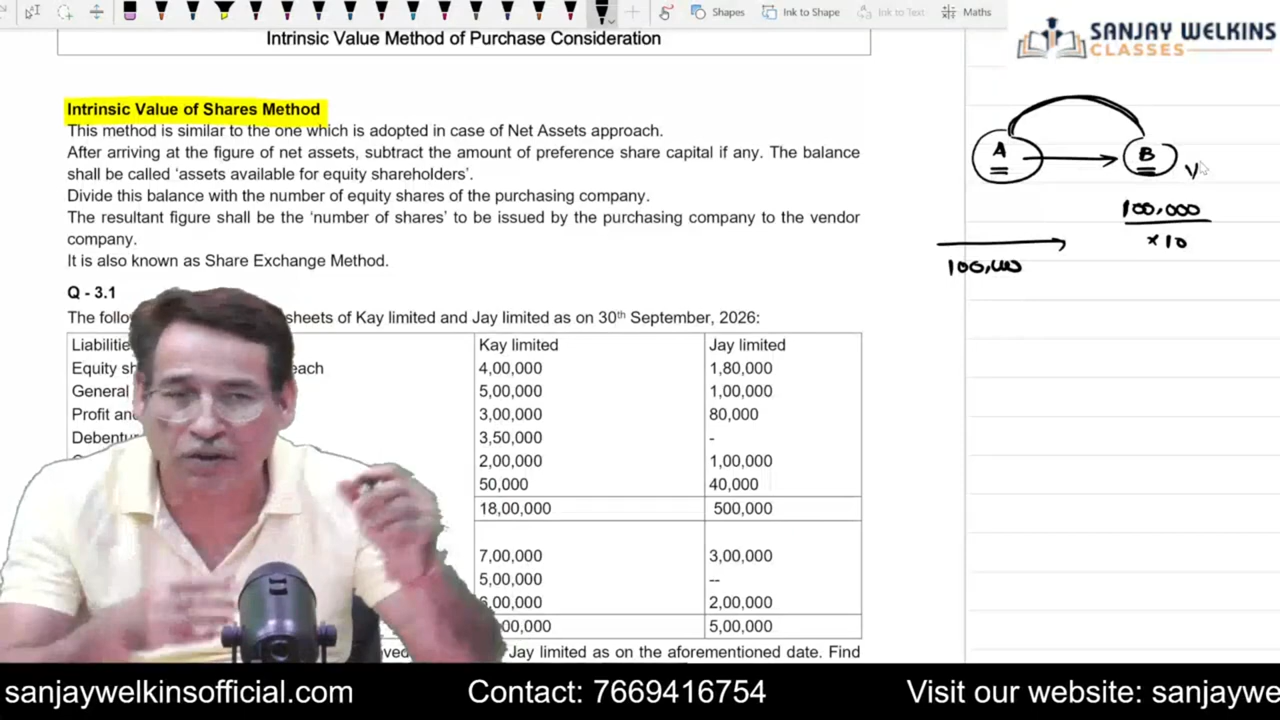 Shapes
Ink to Shape
Ink to Text
Maths
SANJAY WELKINS
CLASSES
Intrinsic Value Method of Purchase Consideration
Intrinsic Value of Shares Method
This method is similar to the one which is adopted in case of Net Assets approach.
After arriving at the figure of net assets, subtract the amount of preference share capital if any. The balance
shall be called 'assets available for equity shareholders'.
Divide this balance with the number of equity shares of the purchasing company.
The resultant figure shall be the 'number of shares' to be issued by the purchasing company to the vendor
company.
It is also known as Share Exchange Method.
A
B
100,000
×10
100,000
Q - 3.1
The sheets of Kay limited and Jay limited as on 30th September, 2026:
Kay limited Jay limited
Equity each 4,00,000 1,80,000
General 5,00,000 1,00,000
Profit 3,00,000 80,000
3,50,000 -
2,00,000 1,00,000
50,000 40,000
18,00,000 500,000
7,00,000 3,00,000
5,00,000 --
6,00,000 2,00,000
5,00,000
Jay limited as on the aforementioned date. Find
sanjaywelkinsofficial.com Contact: 7669416754 Visit our website: sanjaywe